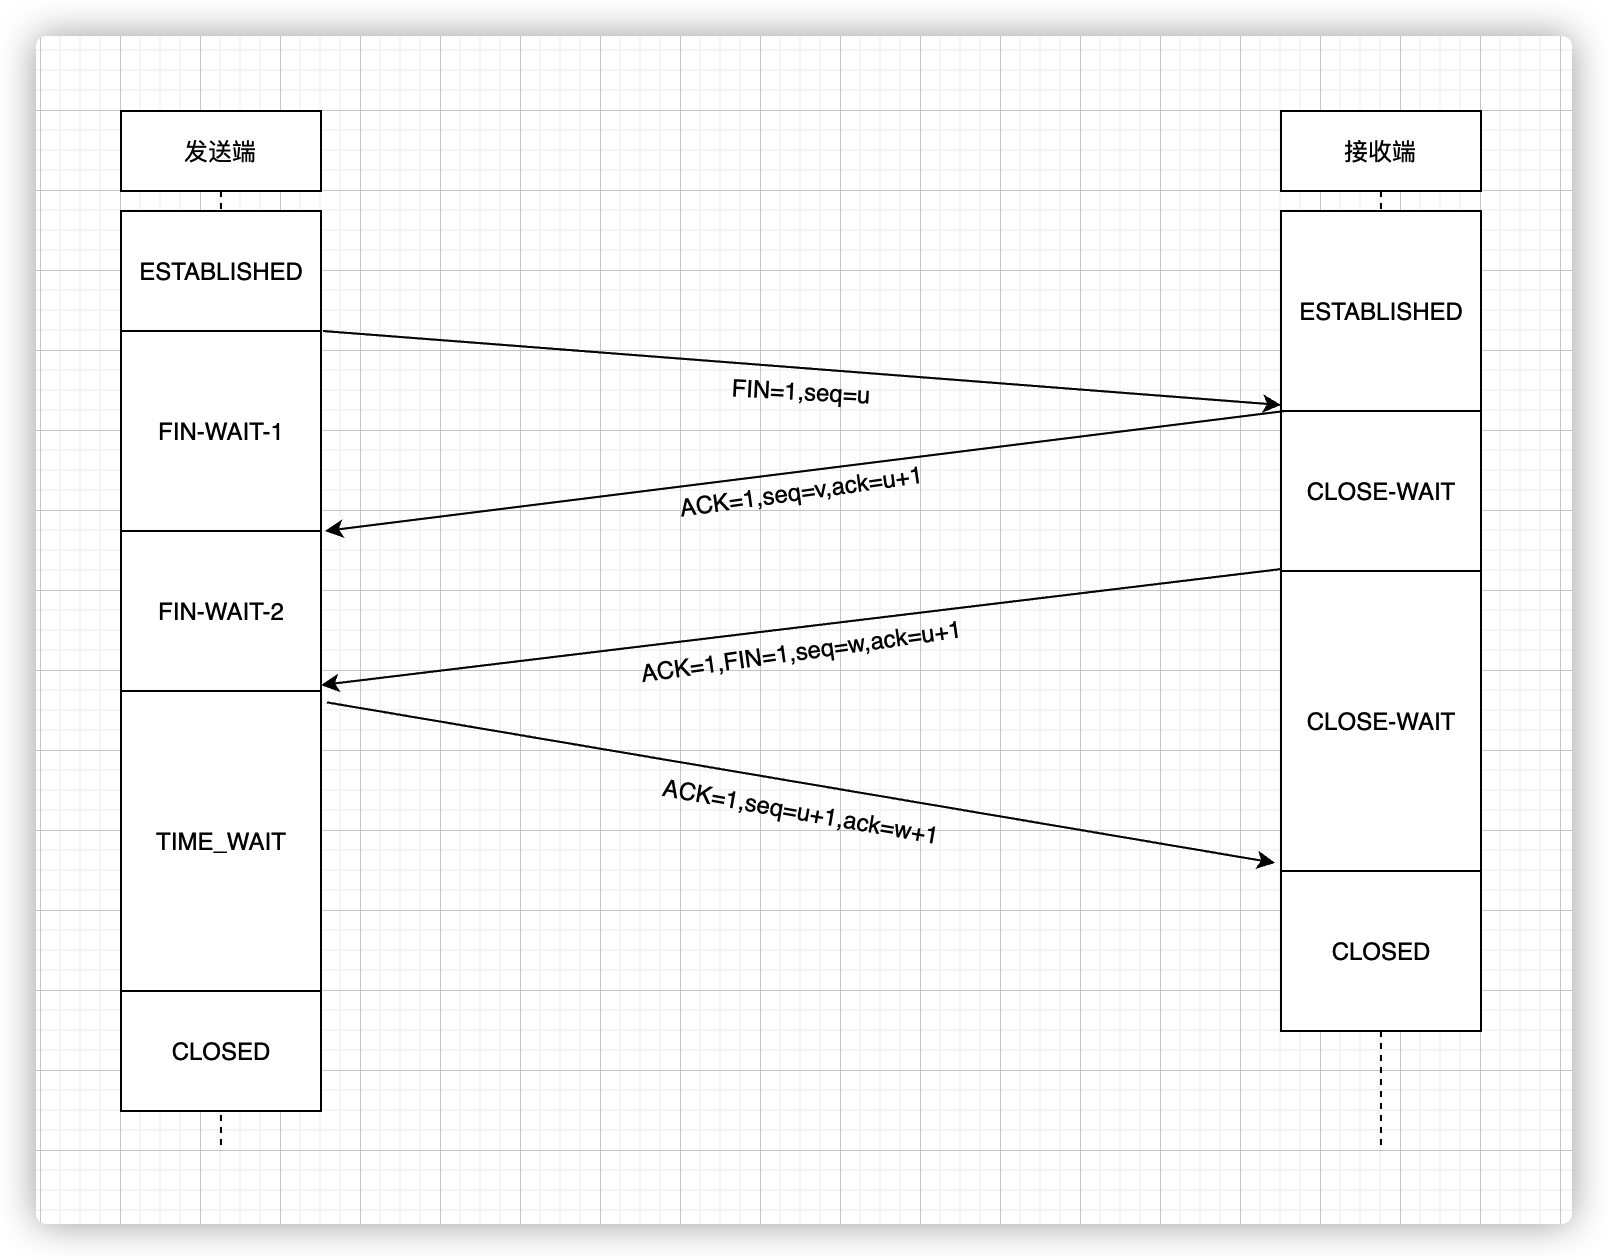 发送端
接收端
ESTABLISHED
ESTABLISHED
FIN=1,seq=u
FIN-WAIT-1
ACK=1,seq=v,ack=u+1
CLOSE-WAIT
FIN-WAIT-2
ACK=1,FIN=1,seq=w,ack=u+1
CLOSE-WAIT
ACK=1,seq=u+1,ack=w+1
TIME_WAIT
CLOSED
CLOSED